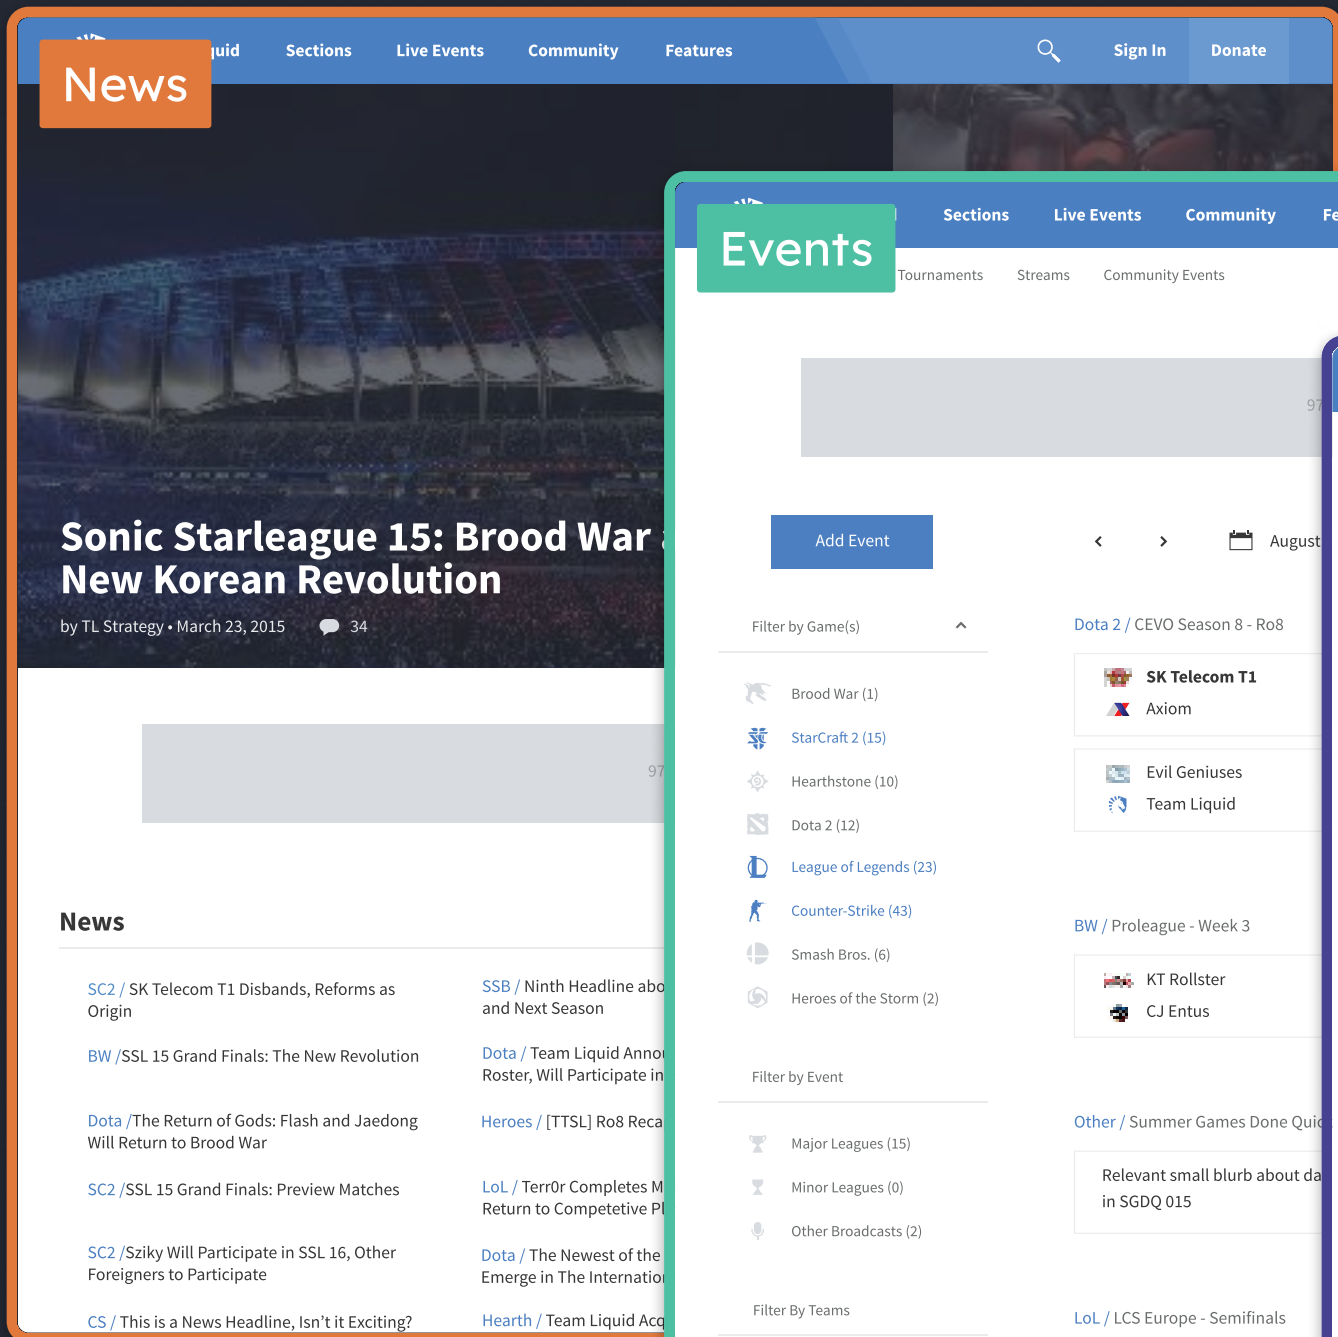 News
quid
Sections
Live Events
Community
Features
Sign In
Donate
Sonic Starleague 15: Brood War
New Korean Revolution
by TL Strategy • March 23, 2015
34
97
News
SC2 / SK Telecom T1 Disbands, Reforms as
Origin
BW /SSL 15 Grand Finals: The New Revolution
Dota /The Return of Gods: Flash and Jaedong
Will Return to Brood War
SC2 /SSL 15 Grand Finals: Preview Matches
SC2 /Sziky Will Participate in SSL 16, Other
Foreigners to Participate
CS / This is a News Headline, Isn't it Exciting?
SSB / Ninth Headline abo
and Next Season
Dota / Team Liquid Anno
Roster, Will Participate in
Heroes / [TTSL] Ro8 Reca
LoL / Terr0r Completes M
Return to Competetive Pl
Dota / The Newest of the
Emerge in The Internatio
Hearth / Team Liquid Acq
Events
Sections
Live Events
Community
Fe
Tournaments
Streams
Community Events
97
Add Event
August
Filter by Game(s)
Brood War (1)
StarCraft 2 (15)
Hearthstone (10)
Dota 2 (12)
League of Legends (23)
Counter-Strike (43)
Smash Bros. (6)
Heroes of the Storm (2)
Filter by Event
Major Leagues (15)
Minor Leagues (0)
Other Broadcasts (2)
Filter By Teams
Dota 2 / CEVO Season 8 - Ro8
SK Telecom T1
Axiom
Evil Geniuses
Team Liquid
BW / Proleague - Week 3
KT Rollster
CJ Entus
Other / Summer Games Done Quic
Relevant small blurb about da
in SGDQ 015
LoL / LCS Europe - Semifinals